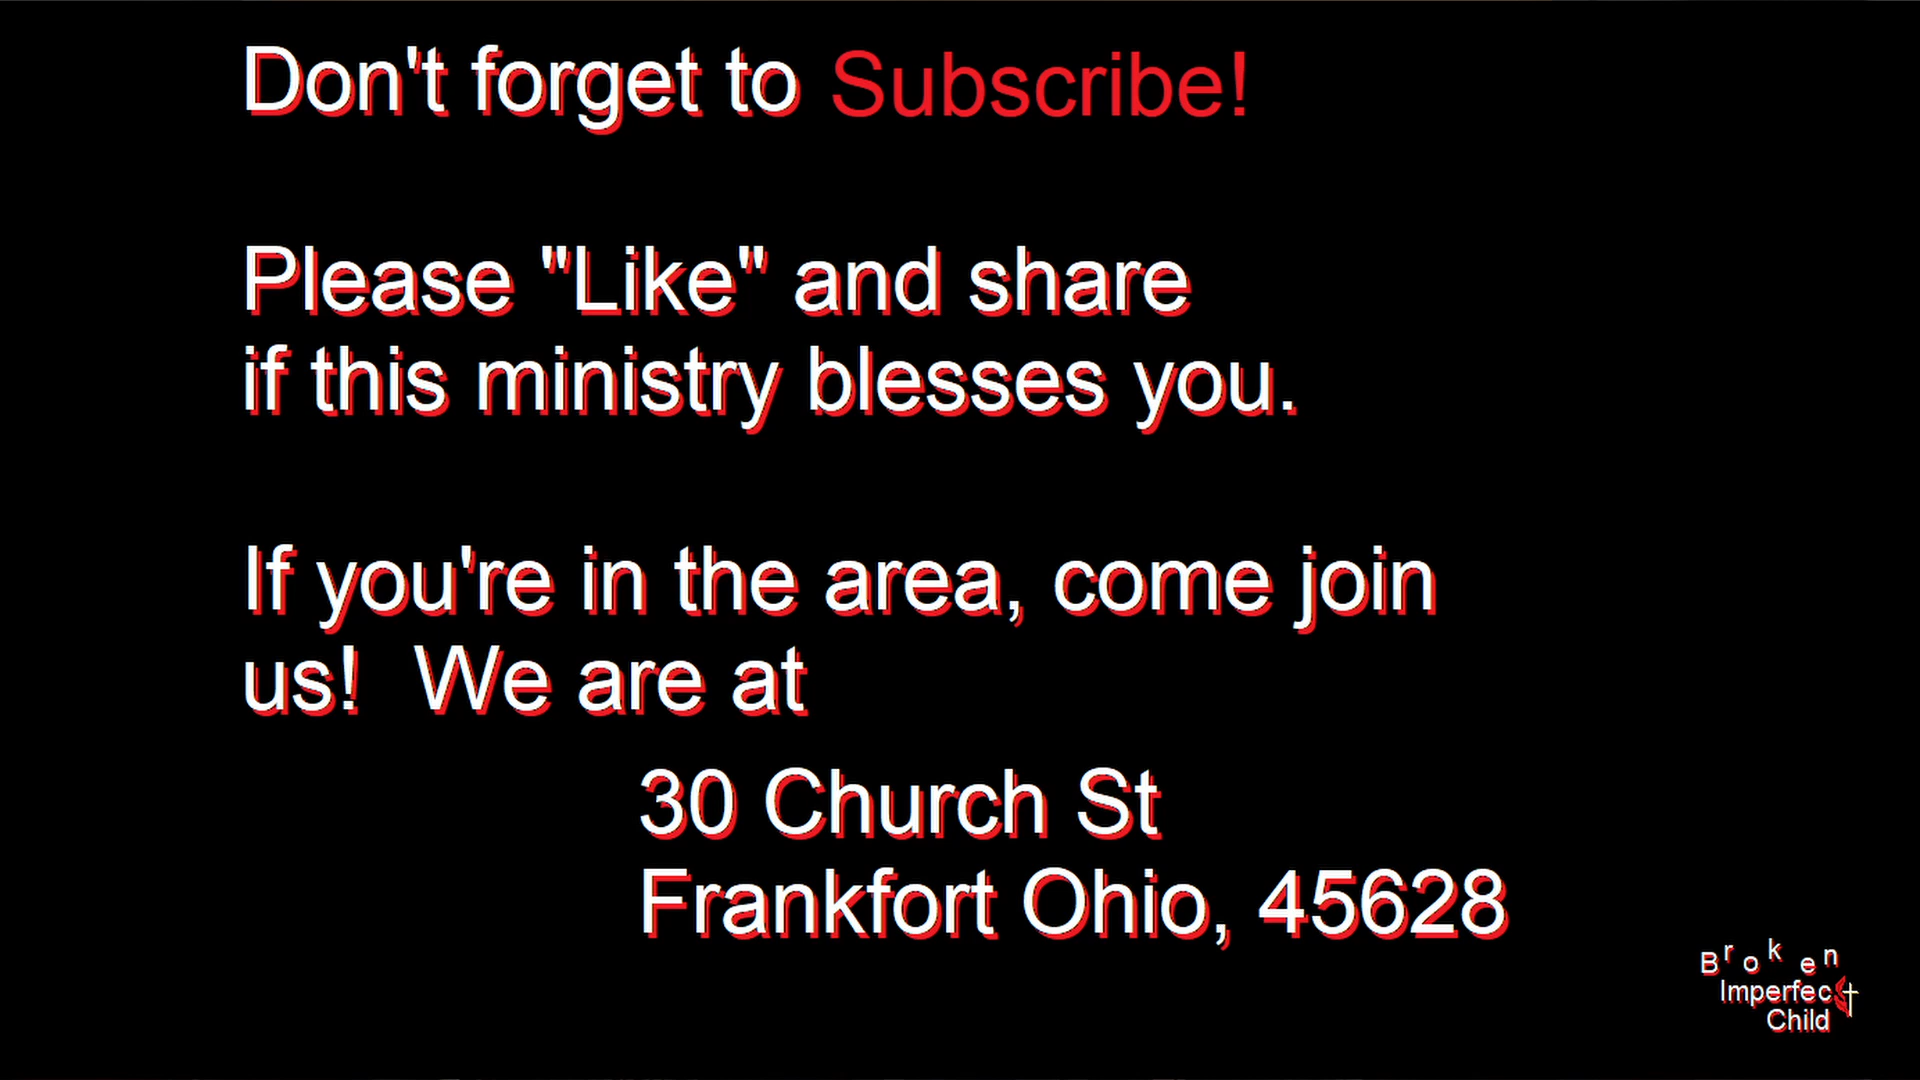 Don't forget to Subscribe!
Please "Like" and share
if this ministry blesses you.
If you're in the area, come join
us!  We are at
30 Church St
Frankfort Ohio, 45628
Broken
Imperfect
Child